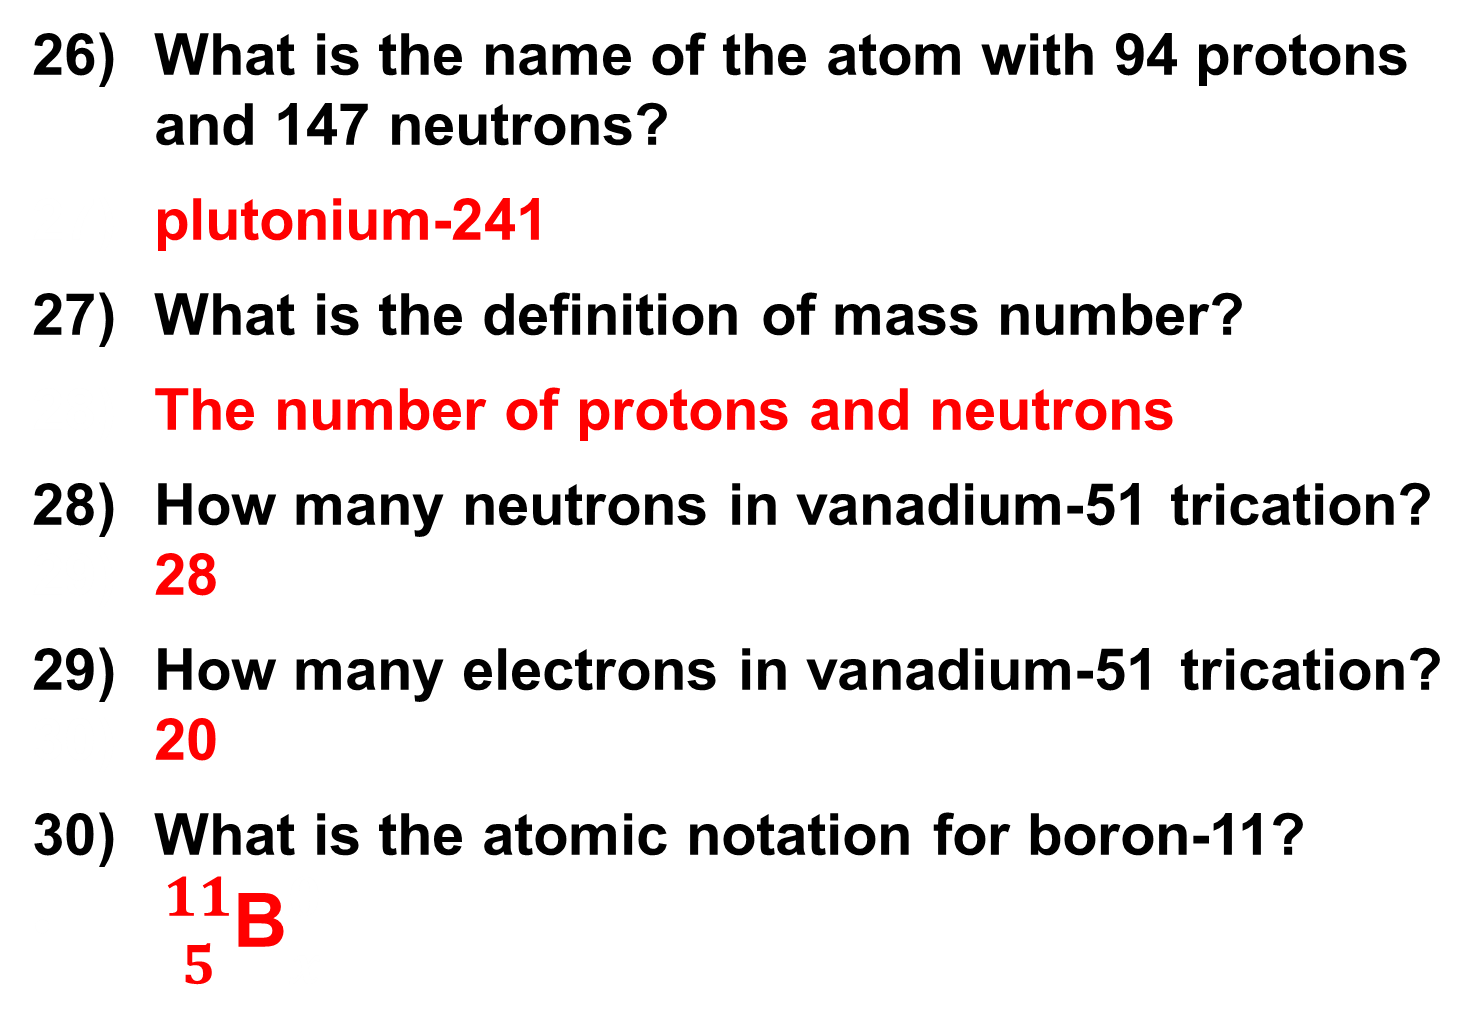 26) What is the name of the atom with 94 protons
and 147 neutrons?
plutonium-241
27) What is the definition of mass number?
The number of protons and neutrons
28) How many neutrons in vanadium-51 trication?
28
29) How many electrons in vanadium-51 trication?
20
30) What is the atomic notation for boron-11?
¹¹₅B